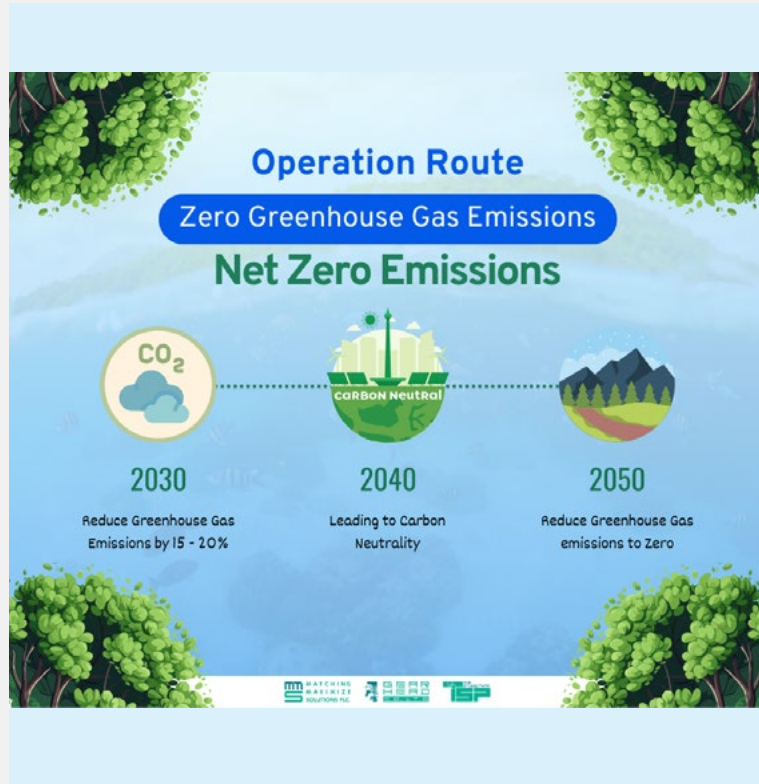 Operation Route
Zero Greenhouse Gas Emissions
Net Zero Emissions
CO₂
CaRBON NeutRal
2030
2040
2050
Reduce Greenhouse Gas
Emissions by 15 - 20%
Leading to Carbon
Neutrality
Reduce Greenhouse Gas
emissions to Zero
MATCHING
MAXIMIZE
SOLUTIONS PLC.
GEAR
HEAD
TSP